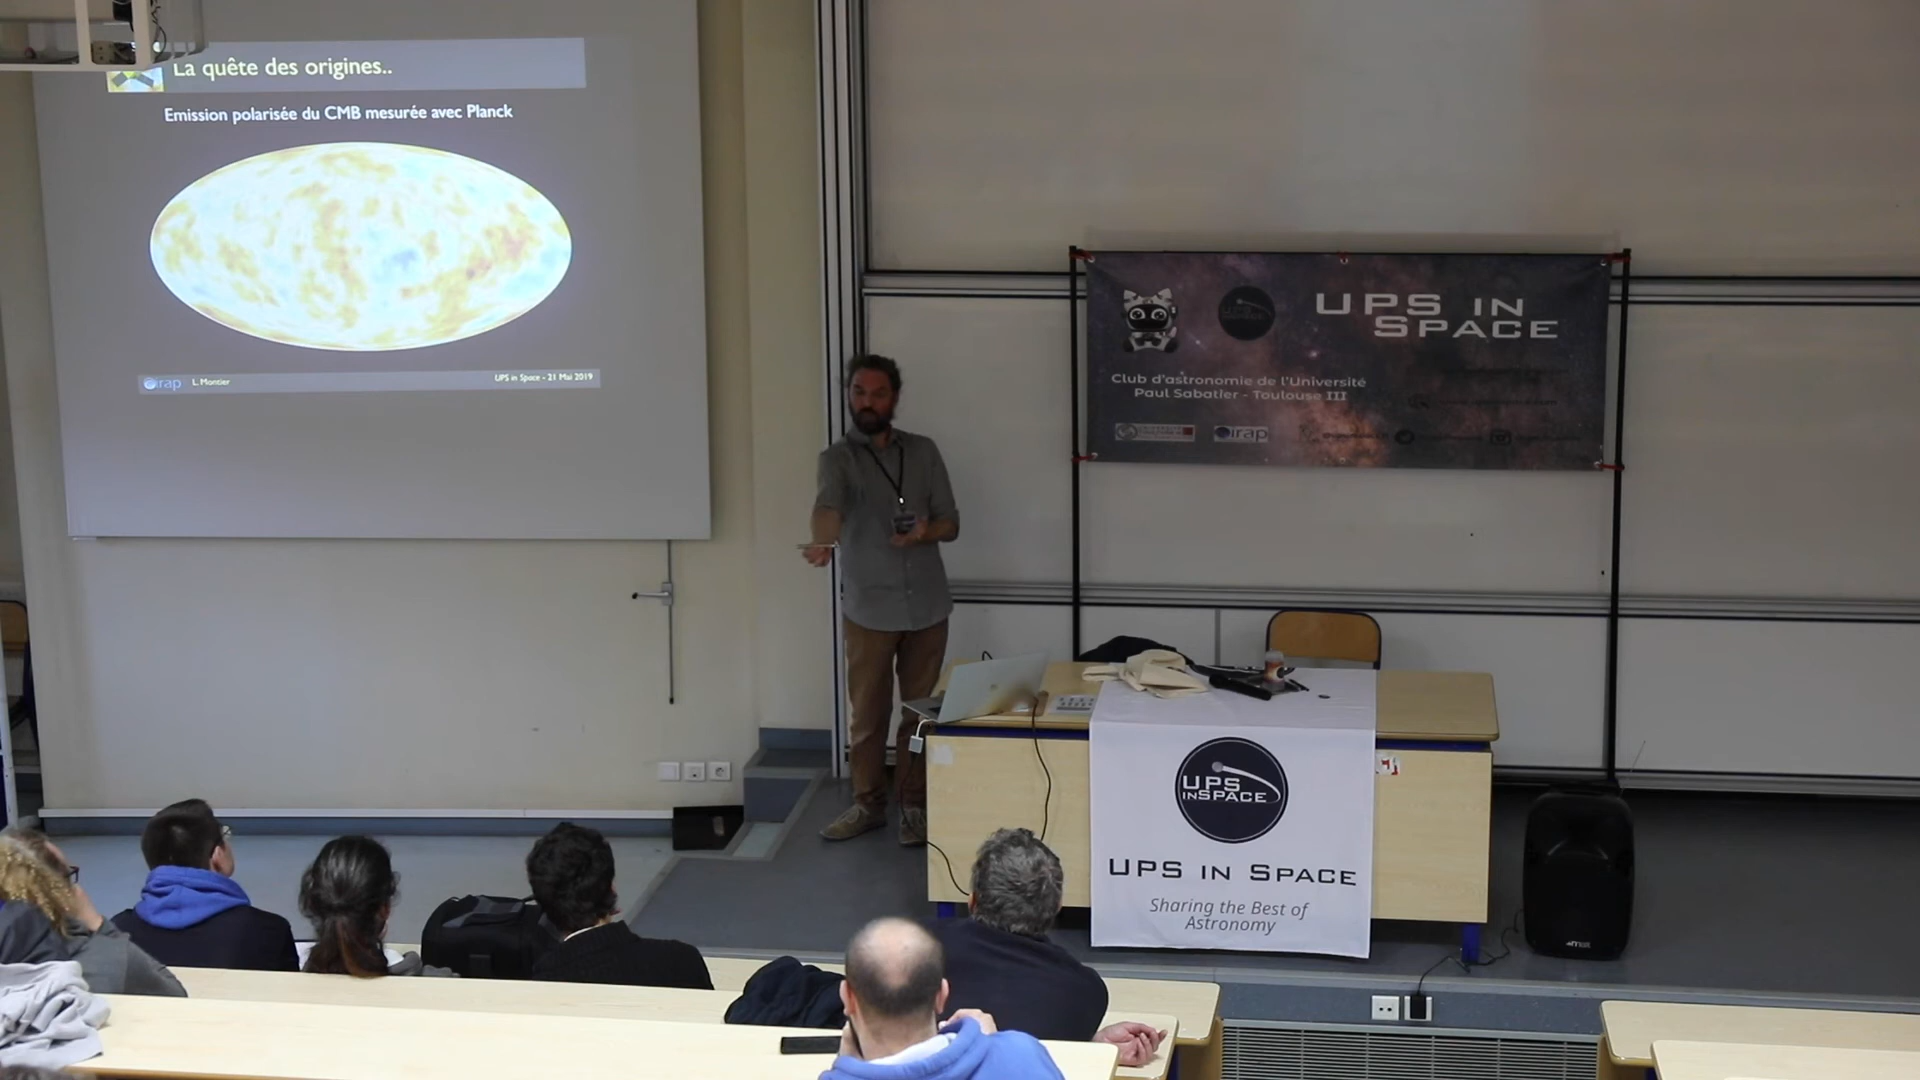 La quête des origines..
Emission polarisée du CMB mesurée avec Planck
irap
L. Montier
UPS in Space - 21 Mai 2019
UPS IN
SPACE
Club d'astronomie de l'Université
Paul Sabatier - Toulouse III
irap
UPS
INSPACE
UPS IN SPACE
Sharing the Best of
Astronomy